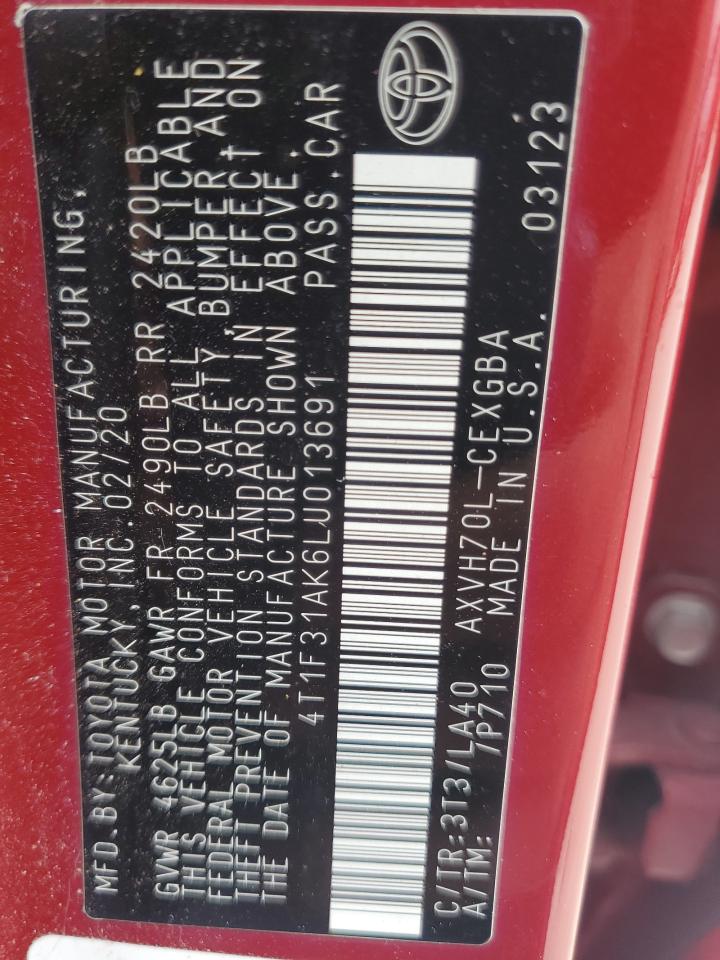 MFD.BY:TOYOTA MOTOR MANUFACTURING,
KENTUCKY, INC.02/20
GVWR 4625LB GAWR FR 2490LB RR 2420LB
THIS VEHICLE CONFORMS TO ALL APPLICABLE
FEDERAL MOTOR VEHICLE SAFETY,BUMPER,AND
THEFT PREVENTION STANDARDS IN EFFECT ON
THE DATE OF MANUFACTURE SHOWN ABOVE.
4T1F31AK6LU013691 PASS.CAR
C/TR:3T3/LA40 AXVH70L-CEXGBA
A/TM: /P710 MADE IN U.S.A. 03123